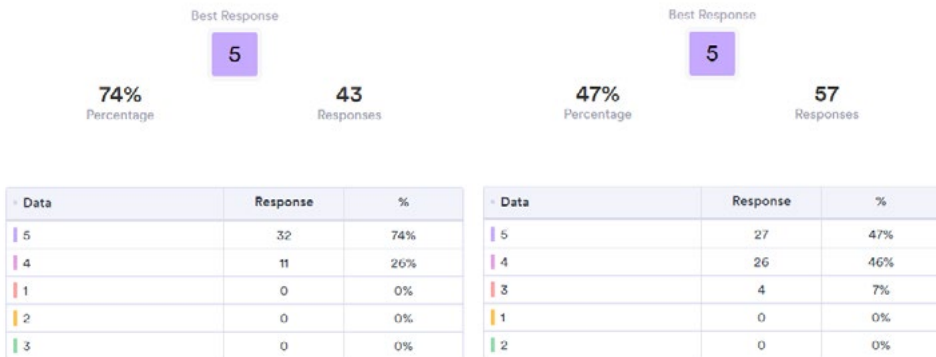 Best Response
5
74%
Percentage
43
Responses
Data Response %
5 32 74%
4 11 26%
1 0 0%
2 0 0%
3 0 0%
Best Response
5
47%
Percentage
57
Responses
Data Response %
5 27 47%
4 26 46%
3 4 7%
1 0 0%
2 0 0%